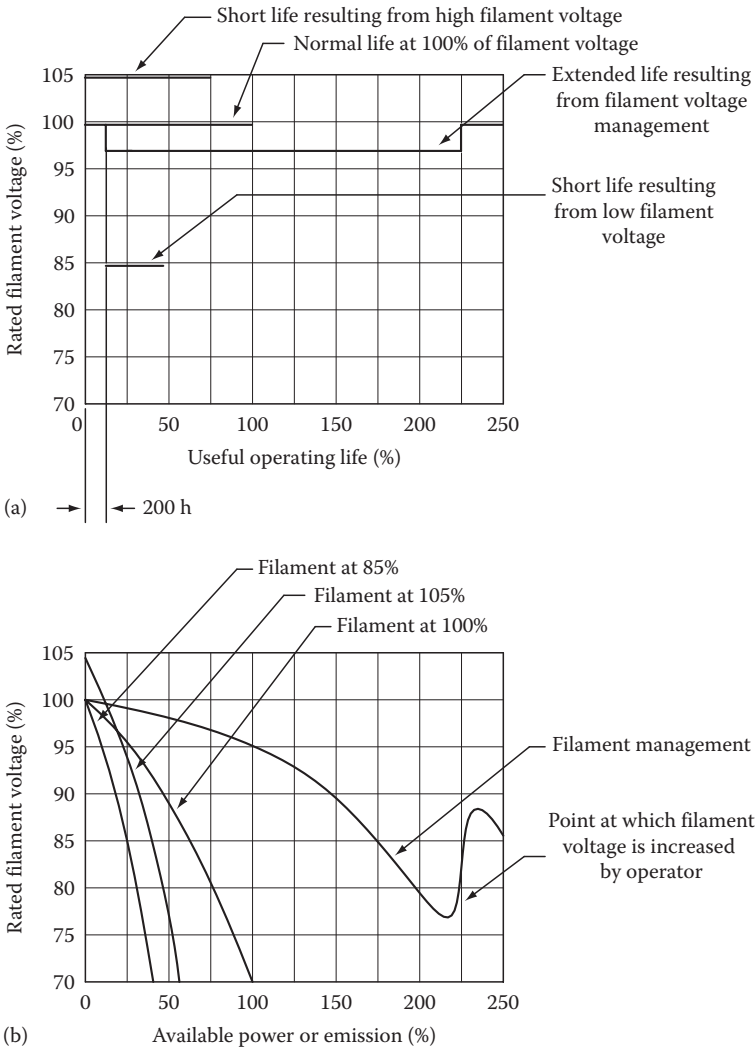 Short life resulting from high filament voltage
Normal life at 100% of filament voltage
Extended life resulting
from filament voltage
management
Short life resulting
from low filament
voltage
Rated filament voltage (%)
105
100
95
90
85
80
75
70
0
50
100
150
200
250
Useful operating life (%)
(a)
200 h
Filament at 85%
Filament at 105%
Filament at 100%
Filament management
Point at which filament
voltage is increased
by operator
Rated filament voltage (%)
105
100
95
90
85
80
75
70
0
50
100
150
200
250
(b)
Available power or emission (%)